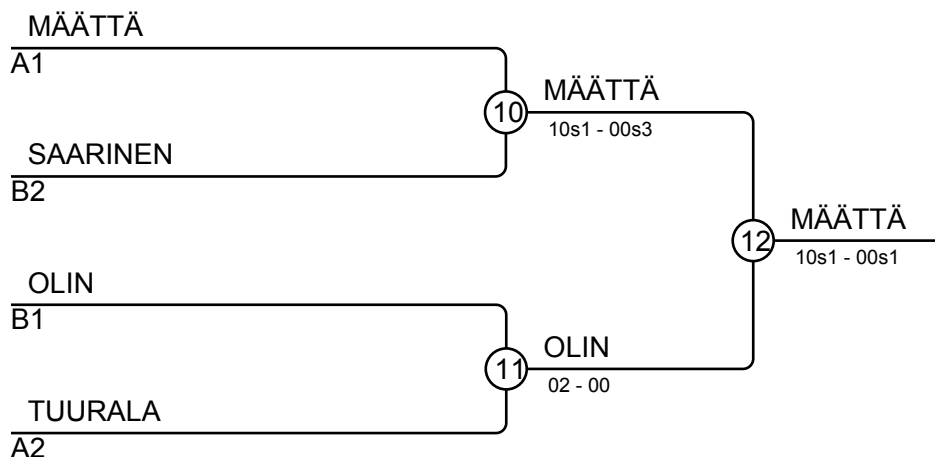 MÄÄTTÄ
A1
10
MÄÄTTÄ
10s1 - 00s3
SAARINEN
B2
12
MÄÄTTÄ
10s1 - 00s1
OLIN
B1
11
OLIN
02 - 00
TUURALA
A2